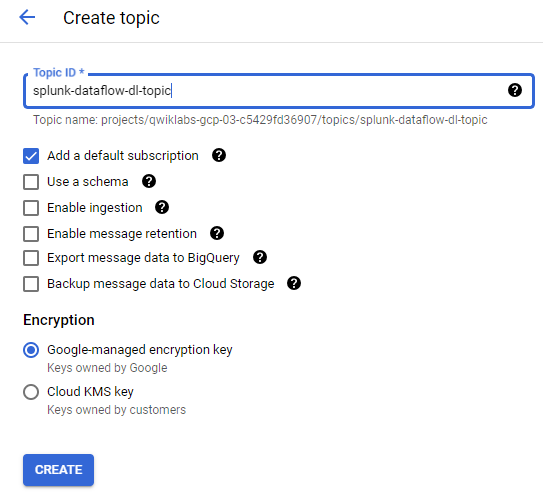 Create topic
Topic ID *
splunk-dataflow-dl-topic
Topic name: projects/qwiklabs-gcp-03-c5429fd36907/topics/splunk-dataflow-dl-topic
Add a default subscription
Use a schema
Enable ingestion
Enable message retention
Export message data to BigQuery
Backup message data to Cloud Storage
Encryption
Google-managed encryption key
Keys owned by Google
Cloud KMS key
Keys owned by customers
CREATE